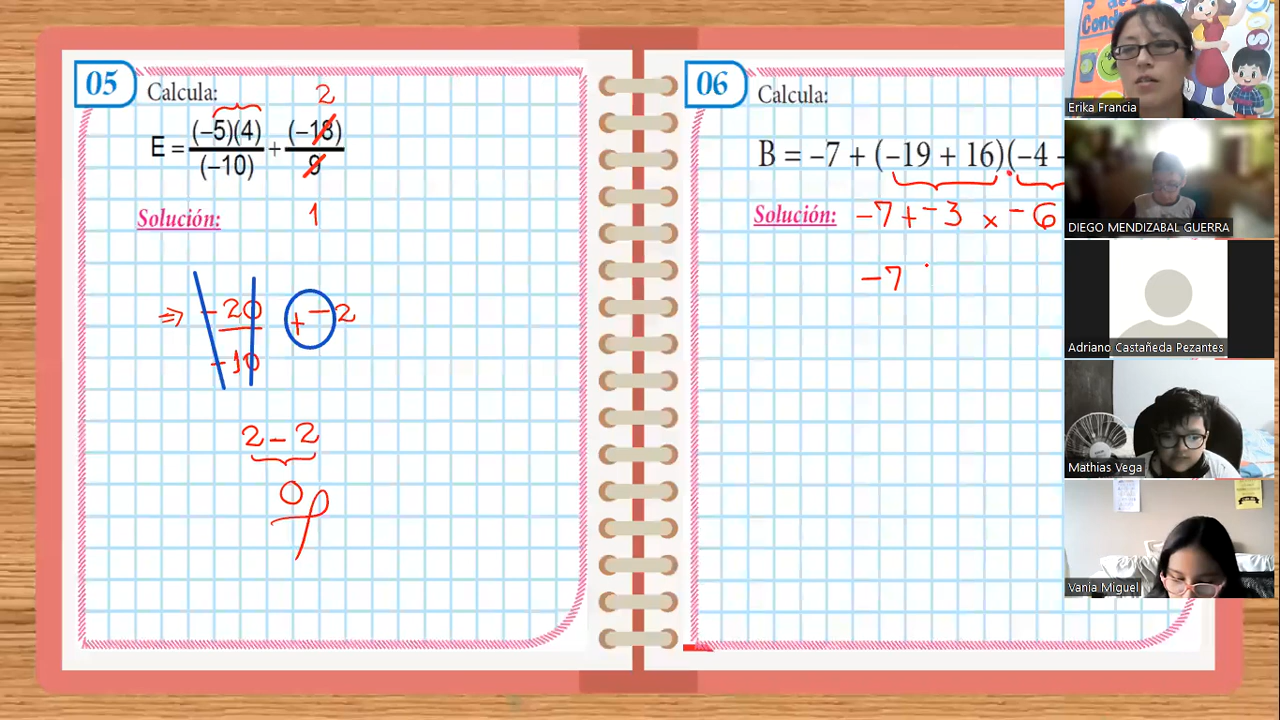 05
Calcula:
2
E = (–5)(4)/(–10) + (–18)/9
1
Solución:
⇒ -20/-10 + -2
2 - 2
0
06
Calcula:
B = –7 + (–19 + 16)(–4 –
Solución:
-7 + -3 x -6
-7
Erika Francia
DIEGO MENDIZABAL GUERRA
Adriano Castañeda Pezantes
Mathias Vega
Vania Miguel